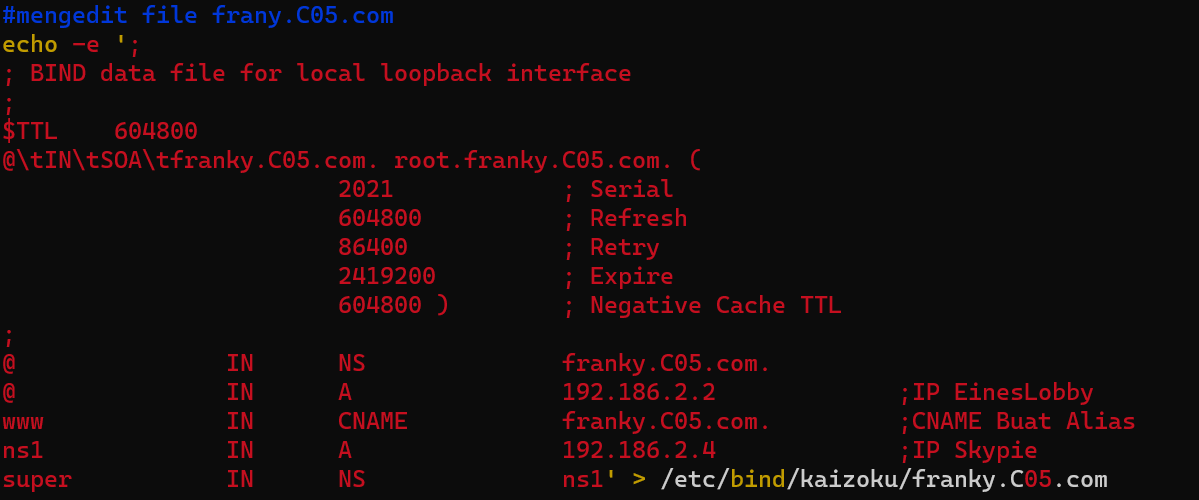 #mengedit file frany.C05.com
echo -e ';
; BIND data file for local loopback interface
;
$TTL    604800
@\tIN\tSOA\tfranky.C05.com. root.franky.C05.com. (
                        2021            ; Serial
                        604800          ; Refresh
                        86400           ; Retry
                        2419200         ; Expire
                        604800 )        ; Negative Cache TTL
;
@               IN      NS              franky.C05.com.
@               IN      A               192.186.2.2             ;IP EinesLobby
www             IN      CNAME           franky.C05.com.         ;CNAME Buat Alias
ns1             IN      A               192.186.2.4             ;IP Skypie
super           IN      NS              ns1' > /etc/bind/kaizoku/franky.C05.com